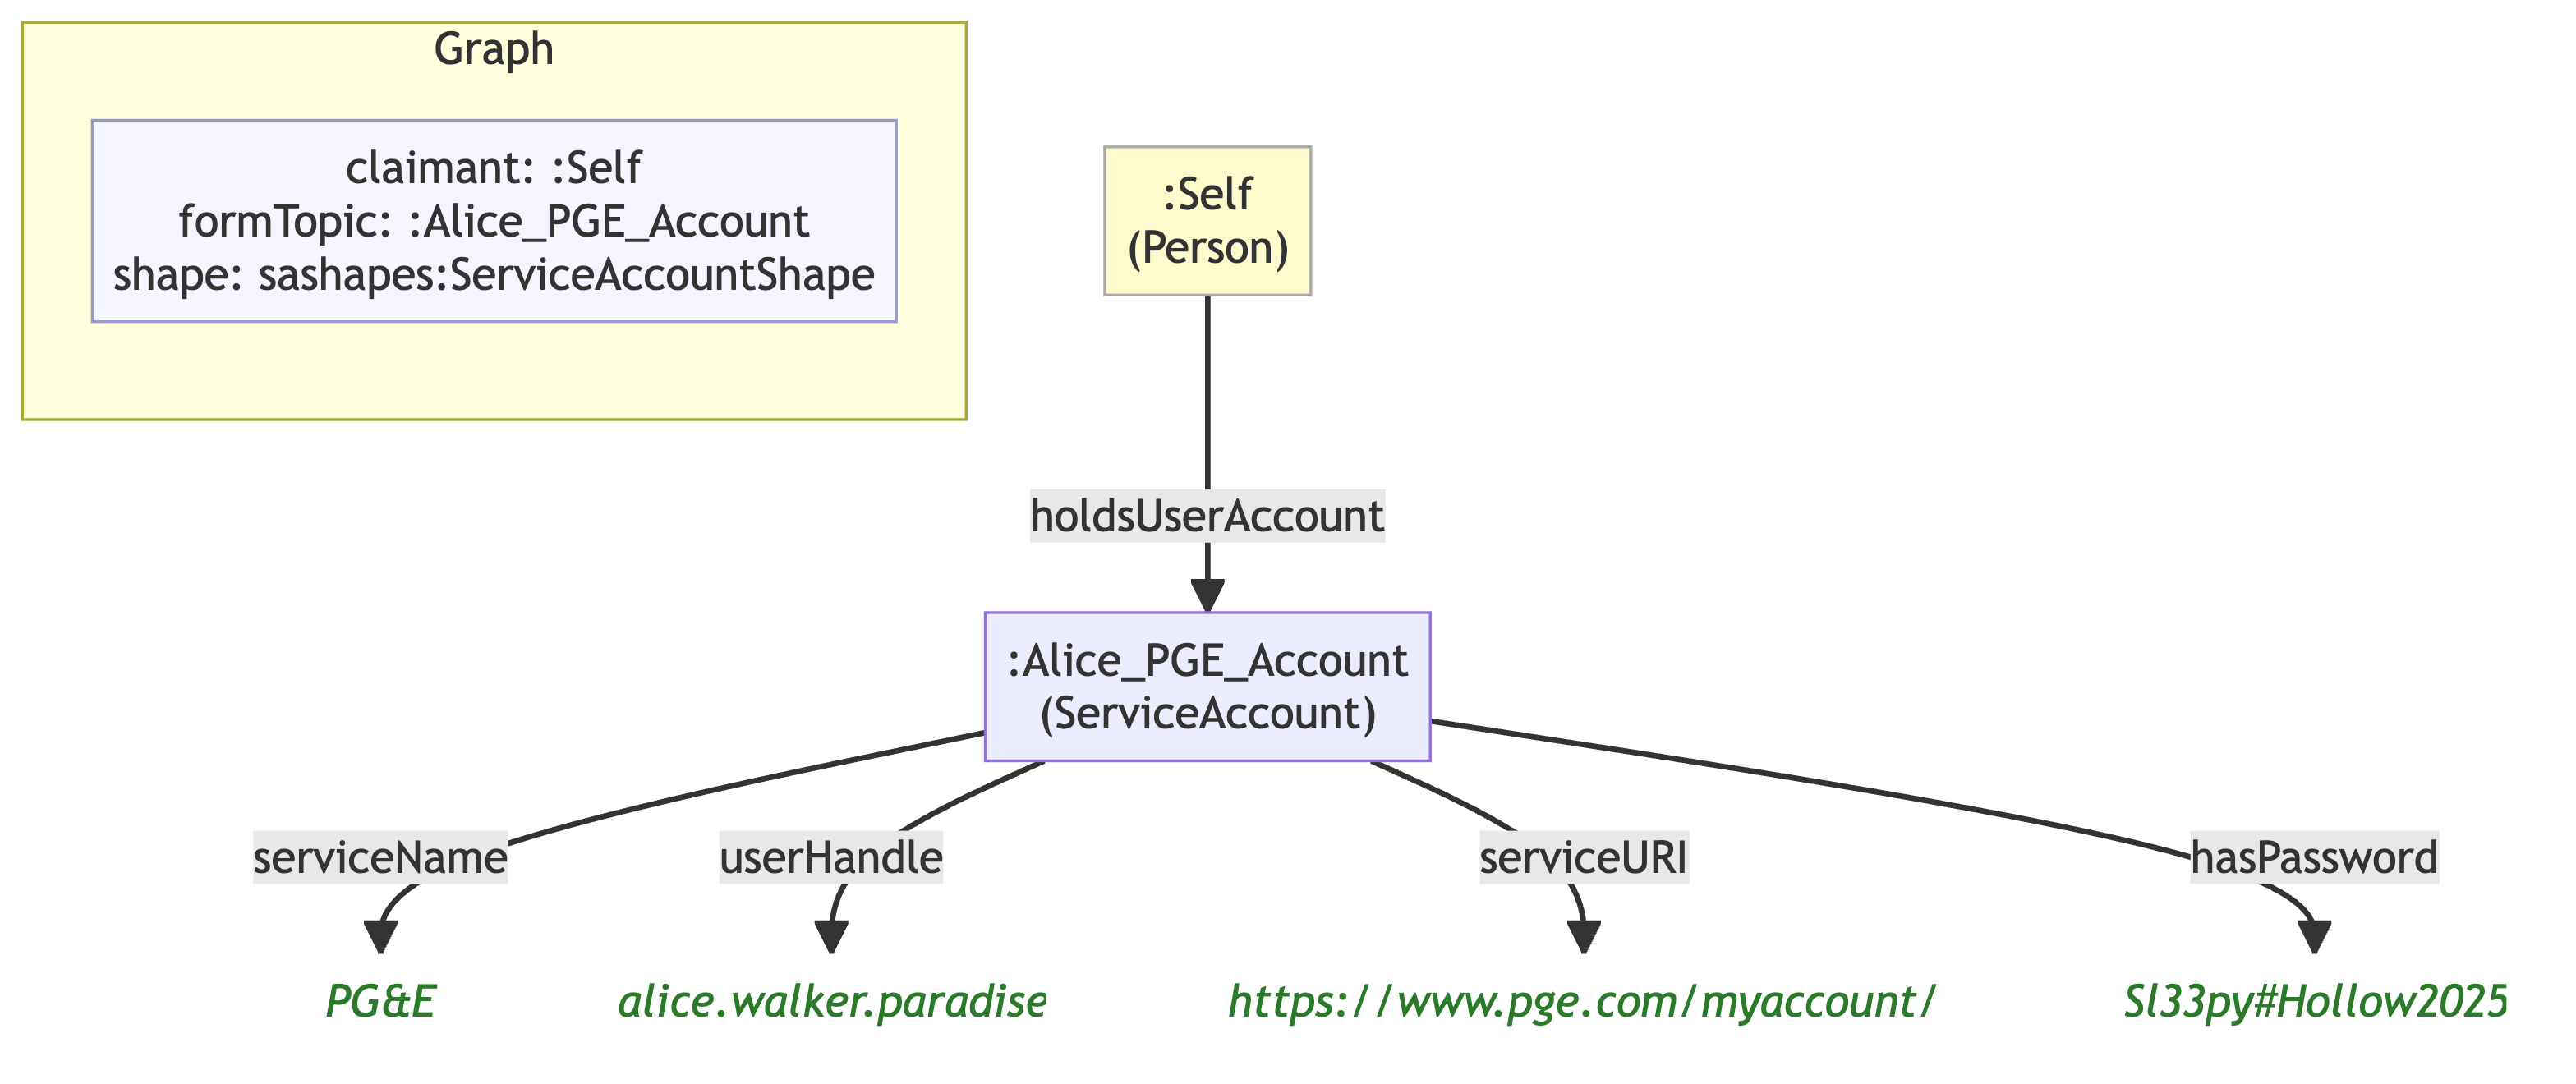 Graph
claimant: :Self
formTopic: :Alice_PGE_Account
shape: sashapes:ServiceAccountShape
:Self
(Person)
holdsUserAccount
:Alice_PGE_Account
(ServiceAccount)
serviceName
userHandle
serviceURI
hasPassword
PG&E
alice.walker.paradise
https://www.pge.com/myaccount/
Sl33py#Hollow2025